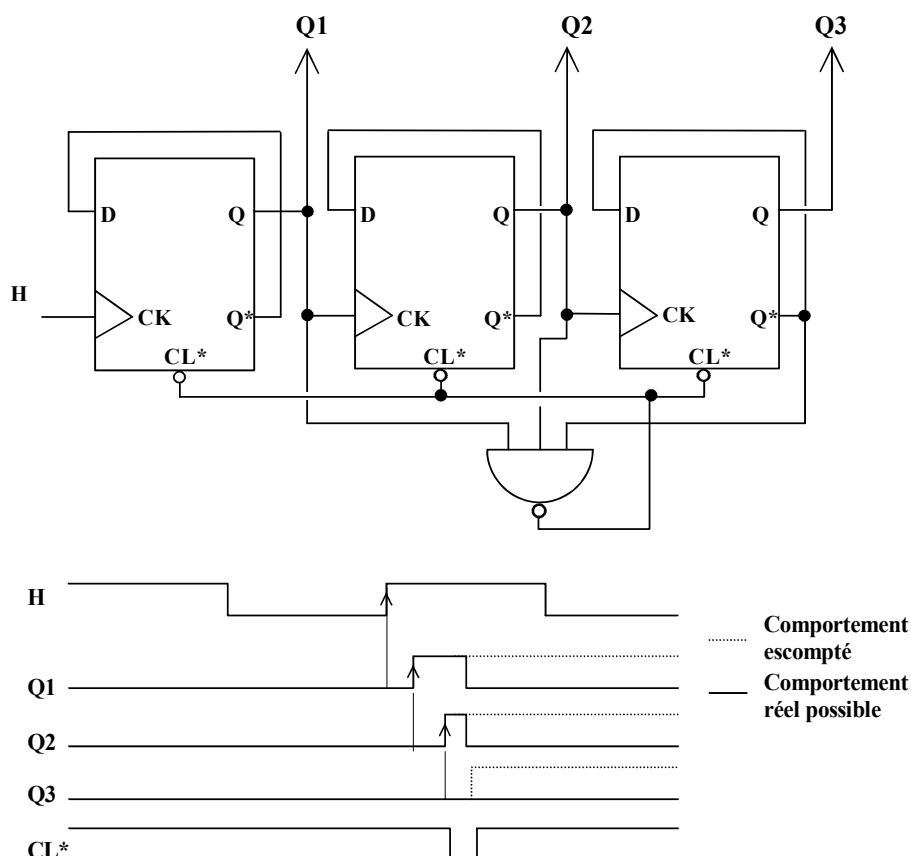 Q1 Q2 Q3
D Q D Q D Q
H
CK Q* CK Q* CK Q*
CL* CL* CL*
H
Comportement
escompté
Q1
Comportement
réel possible
Q2
Q3
CL*